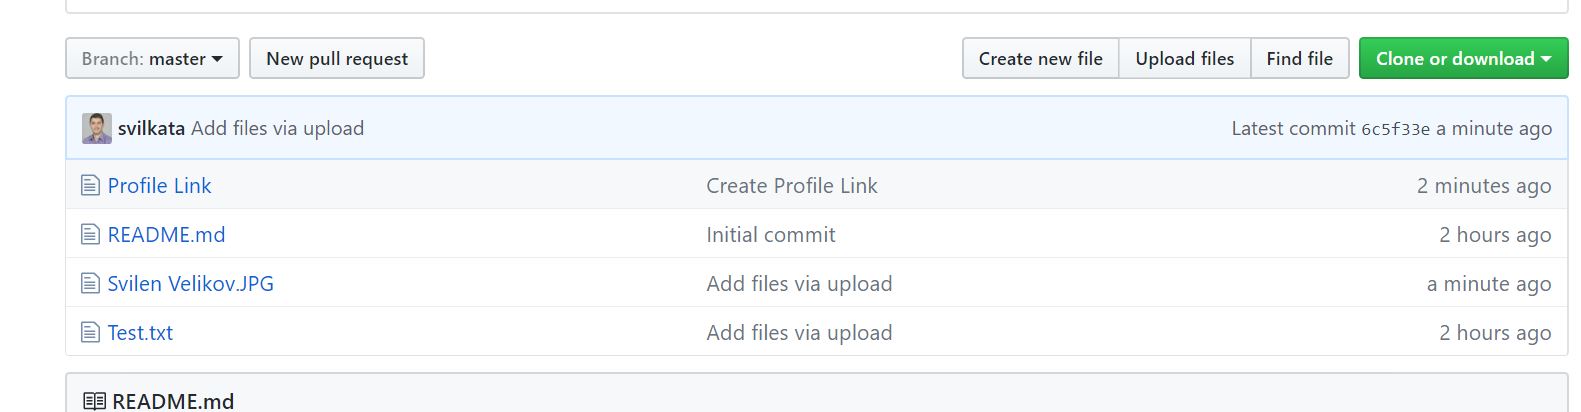 Branch: master New pull request Create new file Upload files Find file Clone or download
svilkata Add files via upload Latest commit 6c5f33e a minute ago
Profile Link Create Profile Link 2 minutes ago
README.md Initial commit 2 hours ago
Svilen Velikov.JPG Add files via upload a minute ago
Test.txt Add files via upload 2 hours ago
README.md